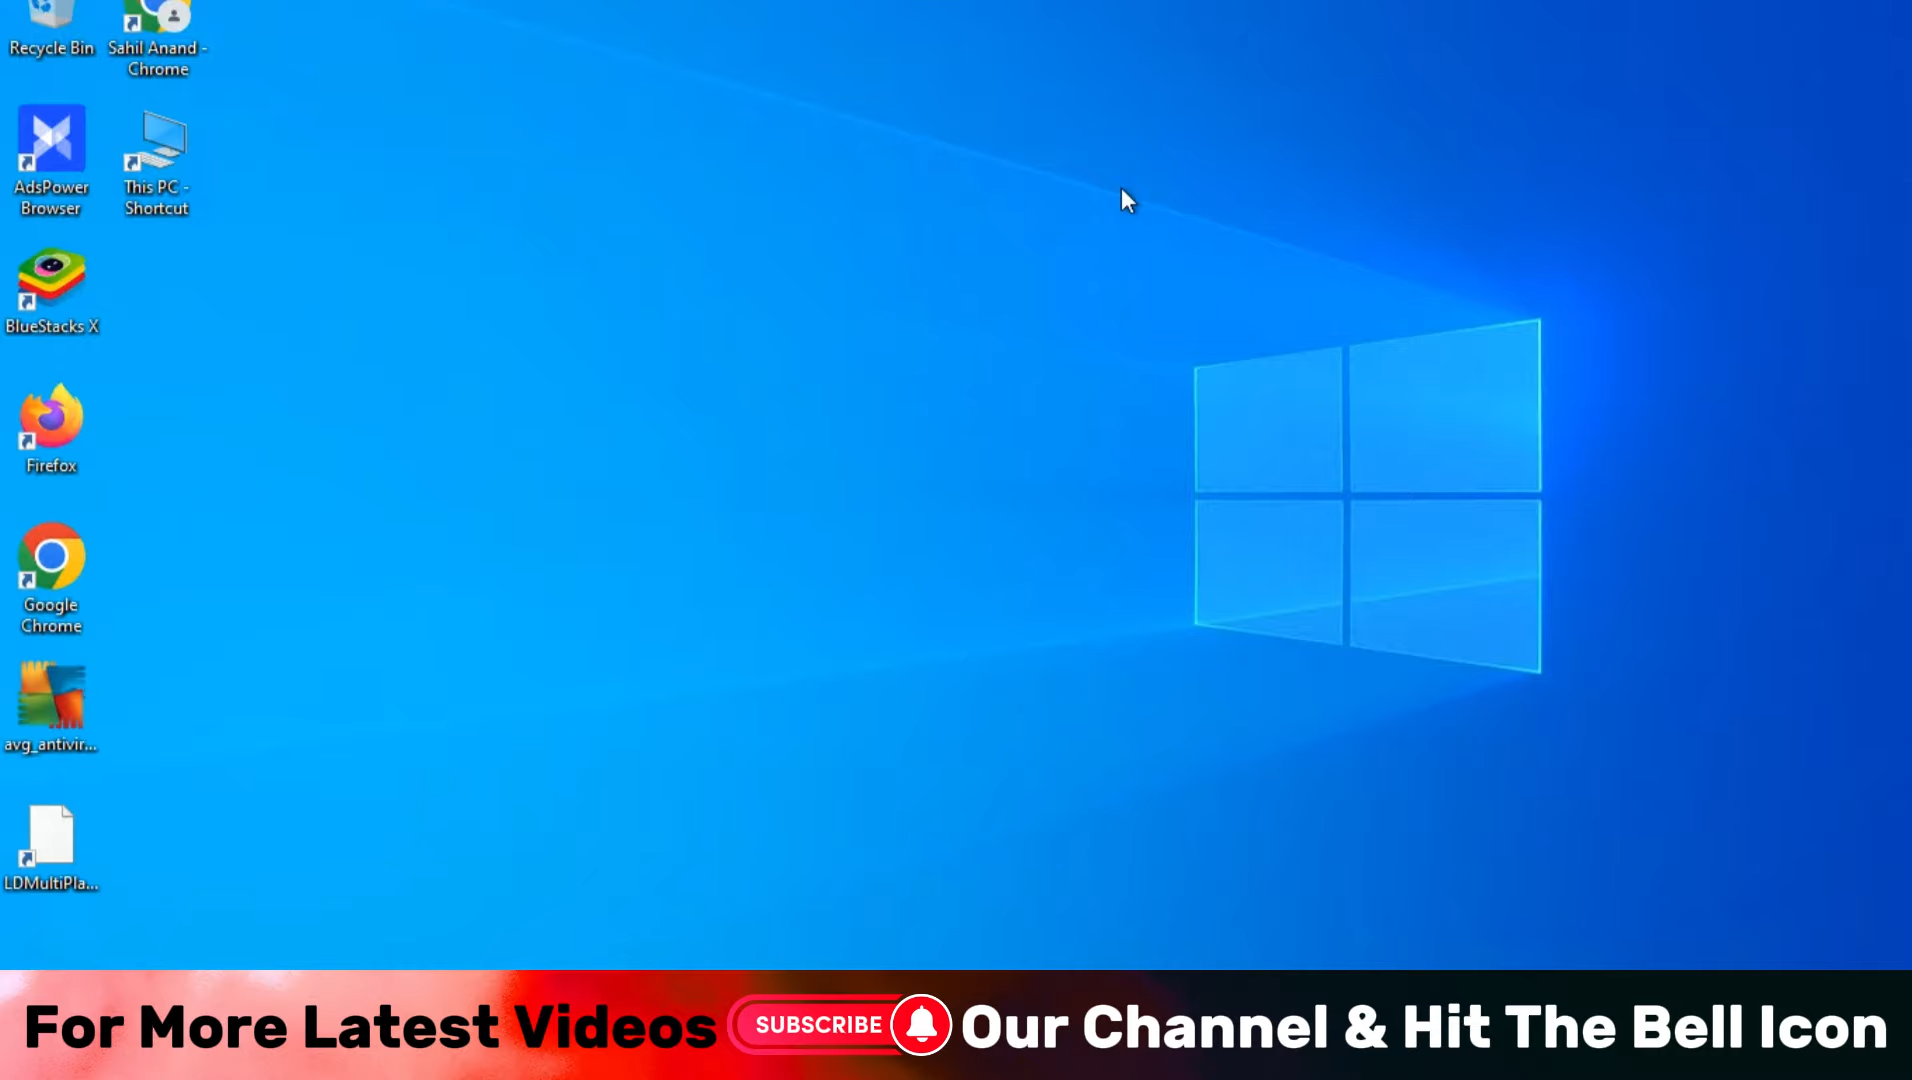 Recycle Bin
Sahil Anand -
Chrome
AdsPower
Browser
This PC -
Shortcut
BlueStacks X
Firefox
Google
Chrome
avg_antivir...
LDMultiPla...
For More Latest Videos SUBSCRIBE Our Channel & Hit The Bell Icon